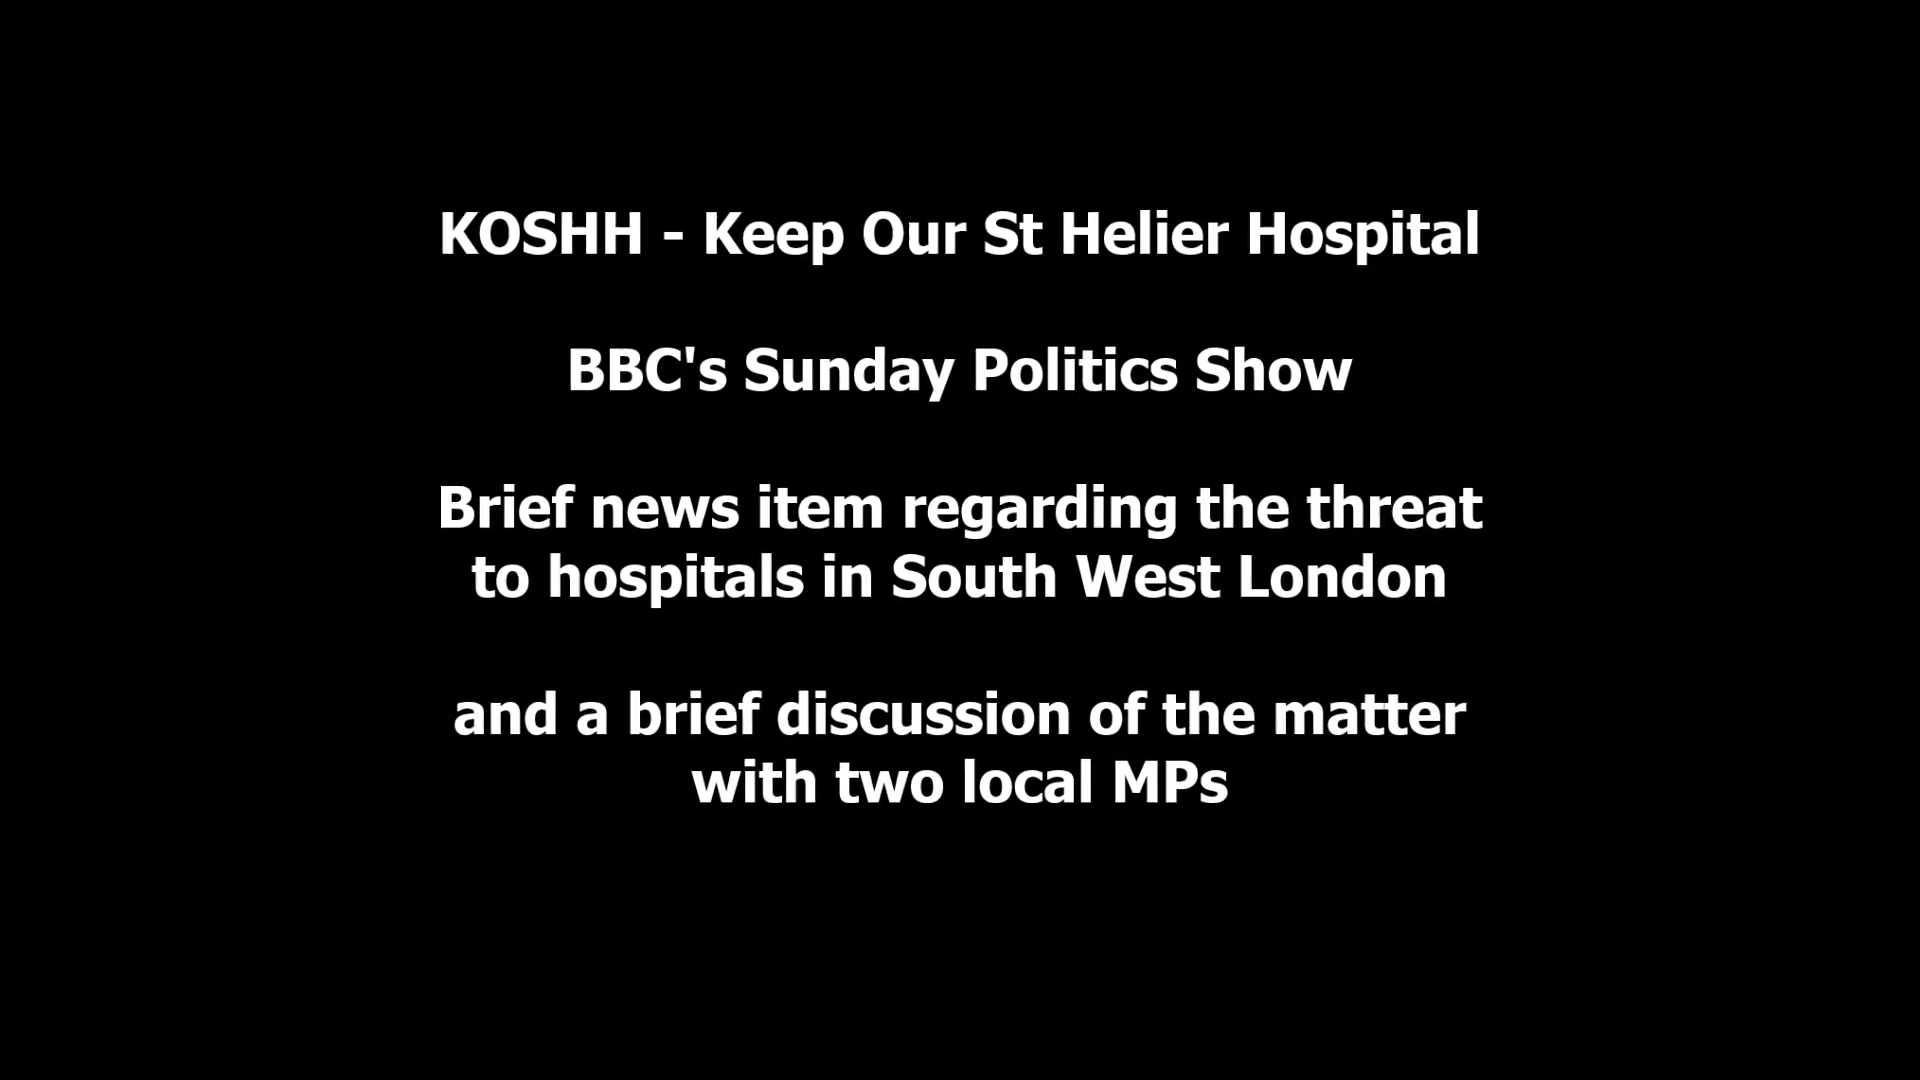 KOSHH - Keep Our St Helier Hospital
BBC's Sunday Politics Show
Brief news item regarding the threat
to hospitals in South West London
and a brief discussion of the matter
with two local MPs